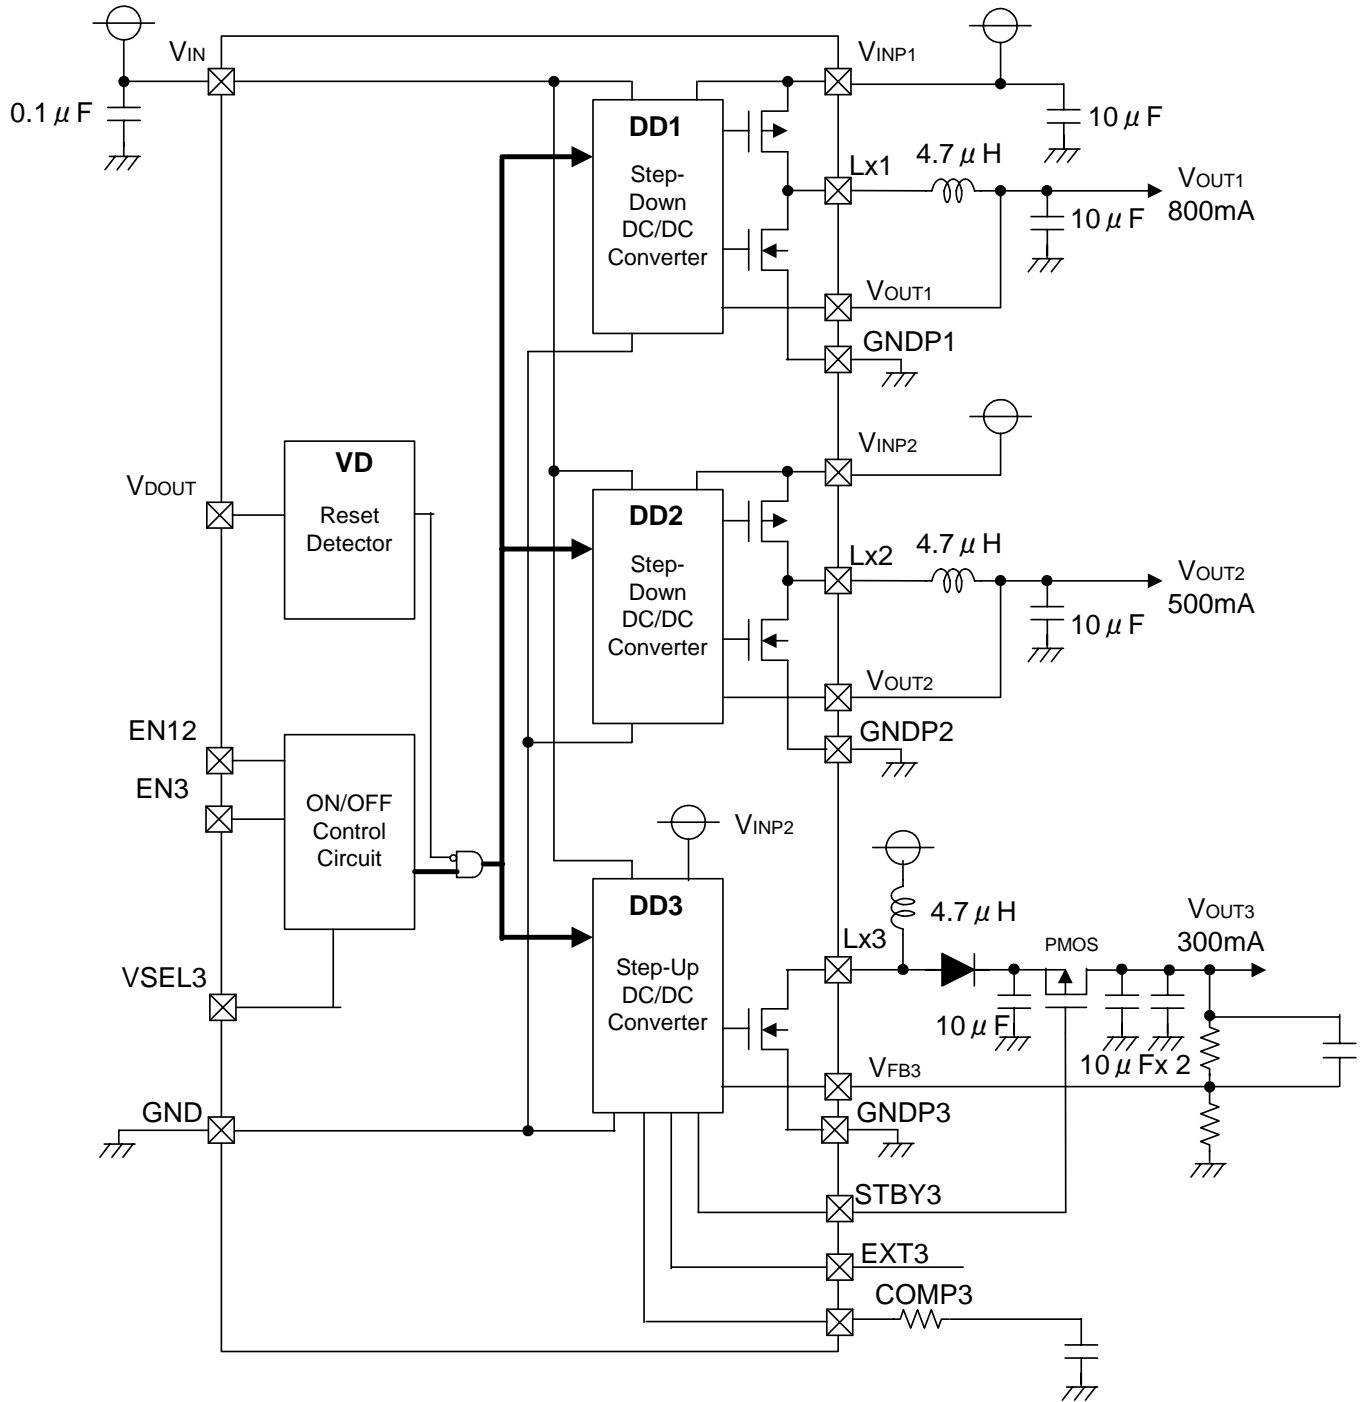 VIN
0.1μF
VINP1
10μF
DD1
Step-
Down
DC/DC
Converter
Lx1
4.7μH
VOUT1
800mA
10μF
VOUT1
GNDP1
VINP2
VD
Reset
Detector
VDOUT
DD2
Step-
Down
DC/DC
Converter
Lx2
4.7μH
VOUT2
500mA
10μF
VOUT2
GNDP2
EN12
EN3
ON/OFF
Control
Circuit
VSEL3
VINP2
DD3
Step-Up
DC/DC
Converter
Lx3
4.7μH
PMOS
VOUT3
300mA
10μF
10μFx 2
VFB3
GNDP3
GND
STBY3
EXT3
COMP3